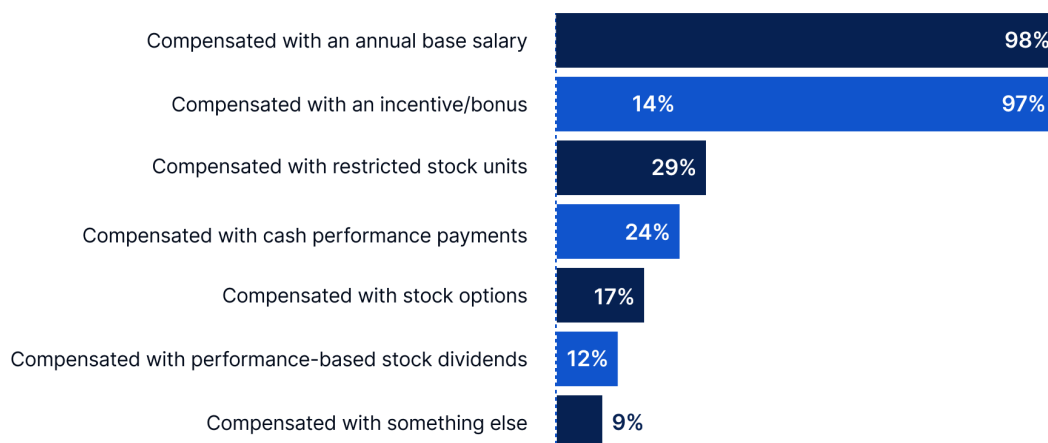 Compensated with an annual base salary 98%
Compensated with an incentive/bonus 14% 97%
Compensated with restricted stock units 29%
Compensated with cash performance payments 24%
Compensated with stock options 17%
Compensated with performance-based stock dividends 12%
Compensated with something else 9%